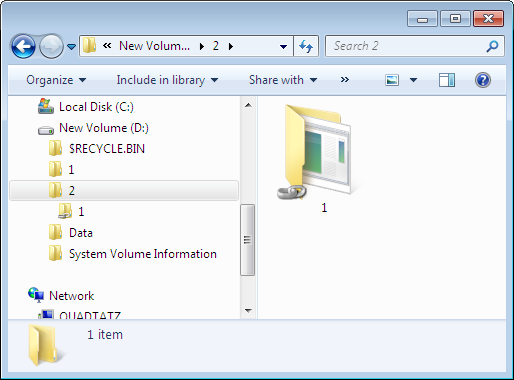 « New Volum... 2
Search 2
Organize Include in library Share with »
Local Disk (C:)
New Volume (D:)
$RECYCLE.BIN
1
2
1
Data
System Volume Information
Network
QUADTATZ
1
1 item